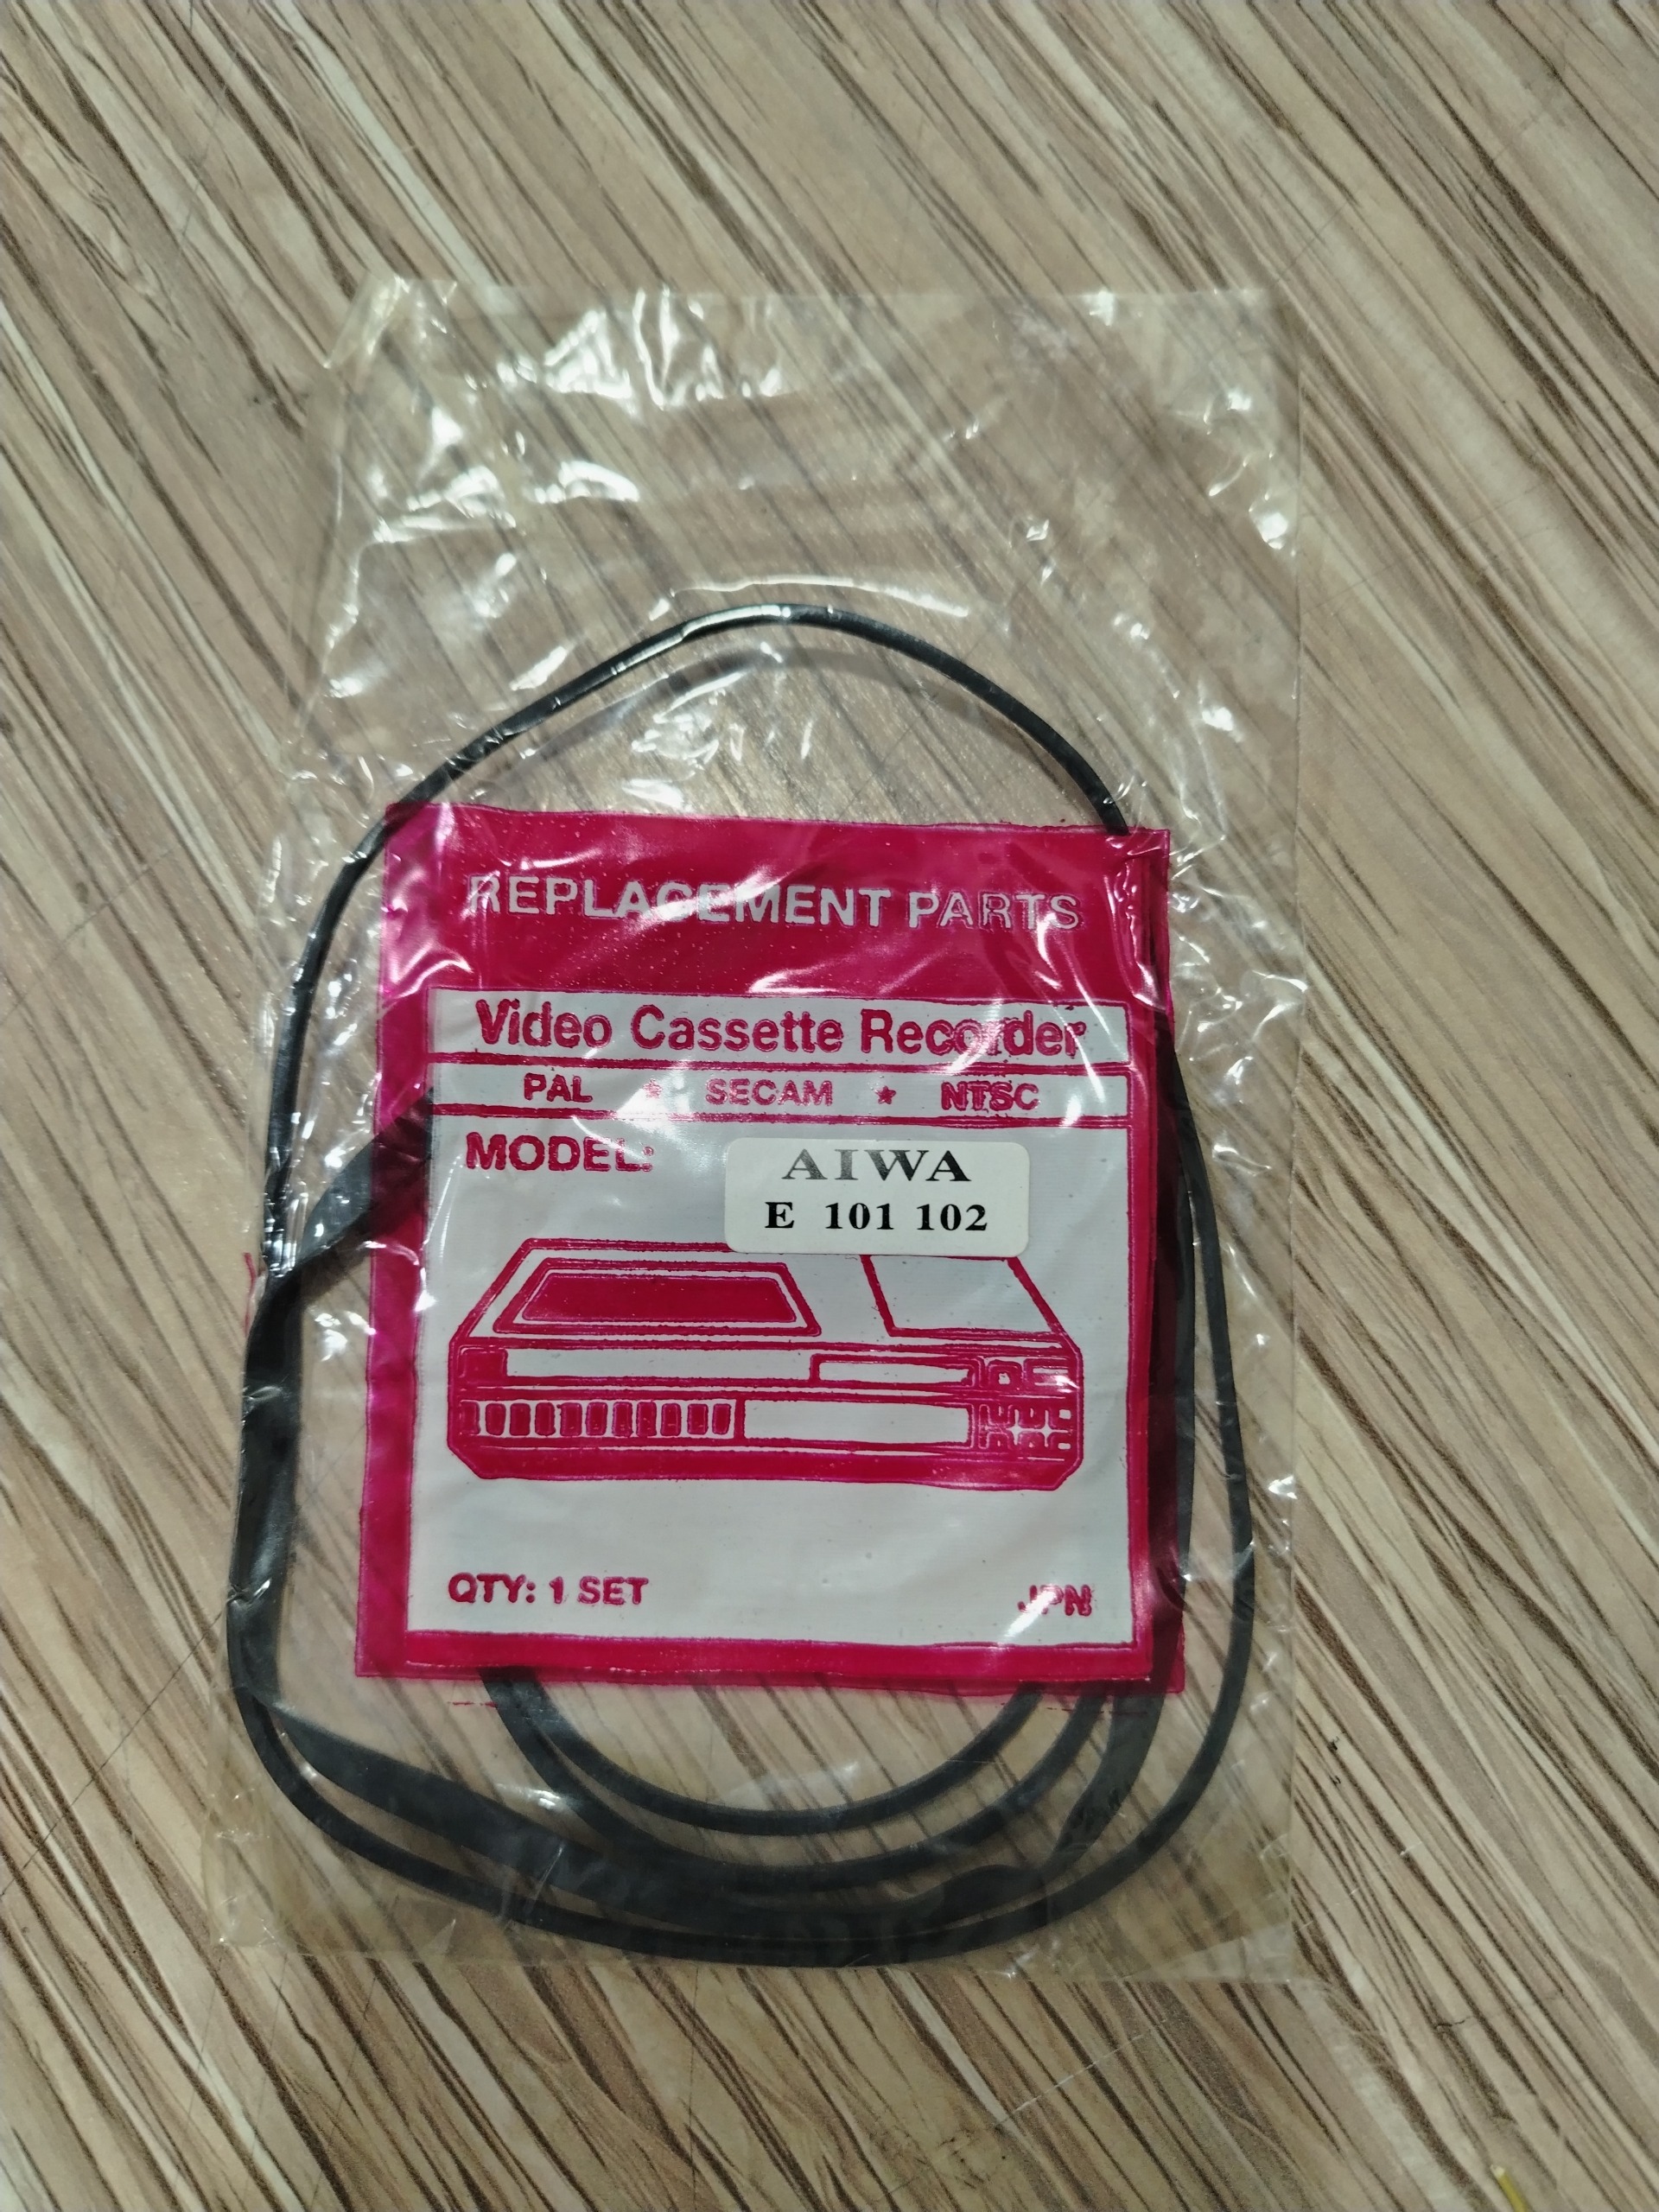 REPLACEMENT PARTS
Video Cassette Recorder
PAL ★ SECAM ★ NTSC
MODEL:
AIWA
E 101 102
QTY: 1 SET
JPN